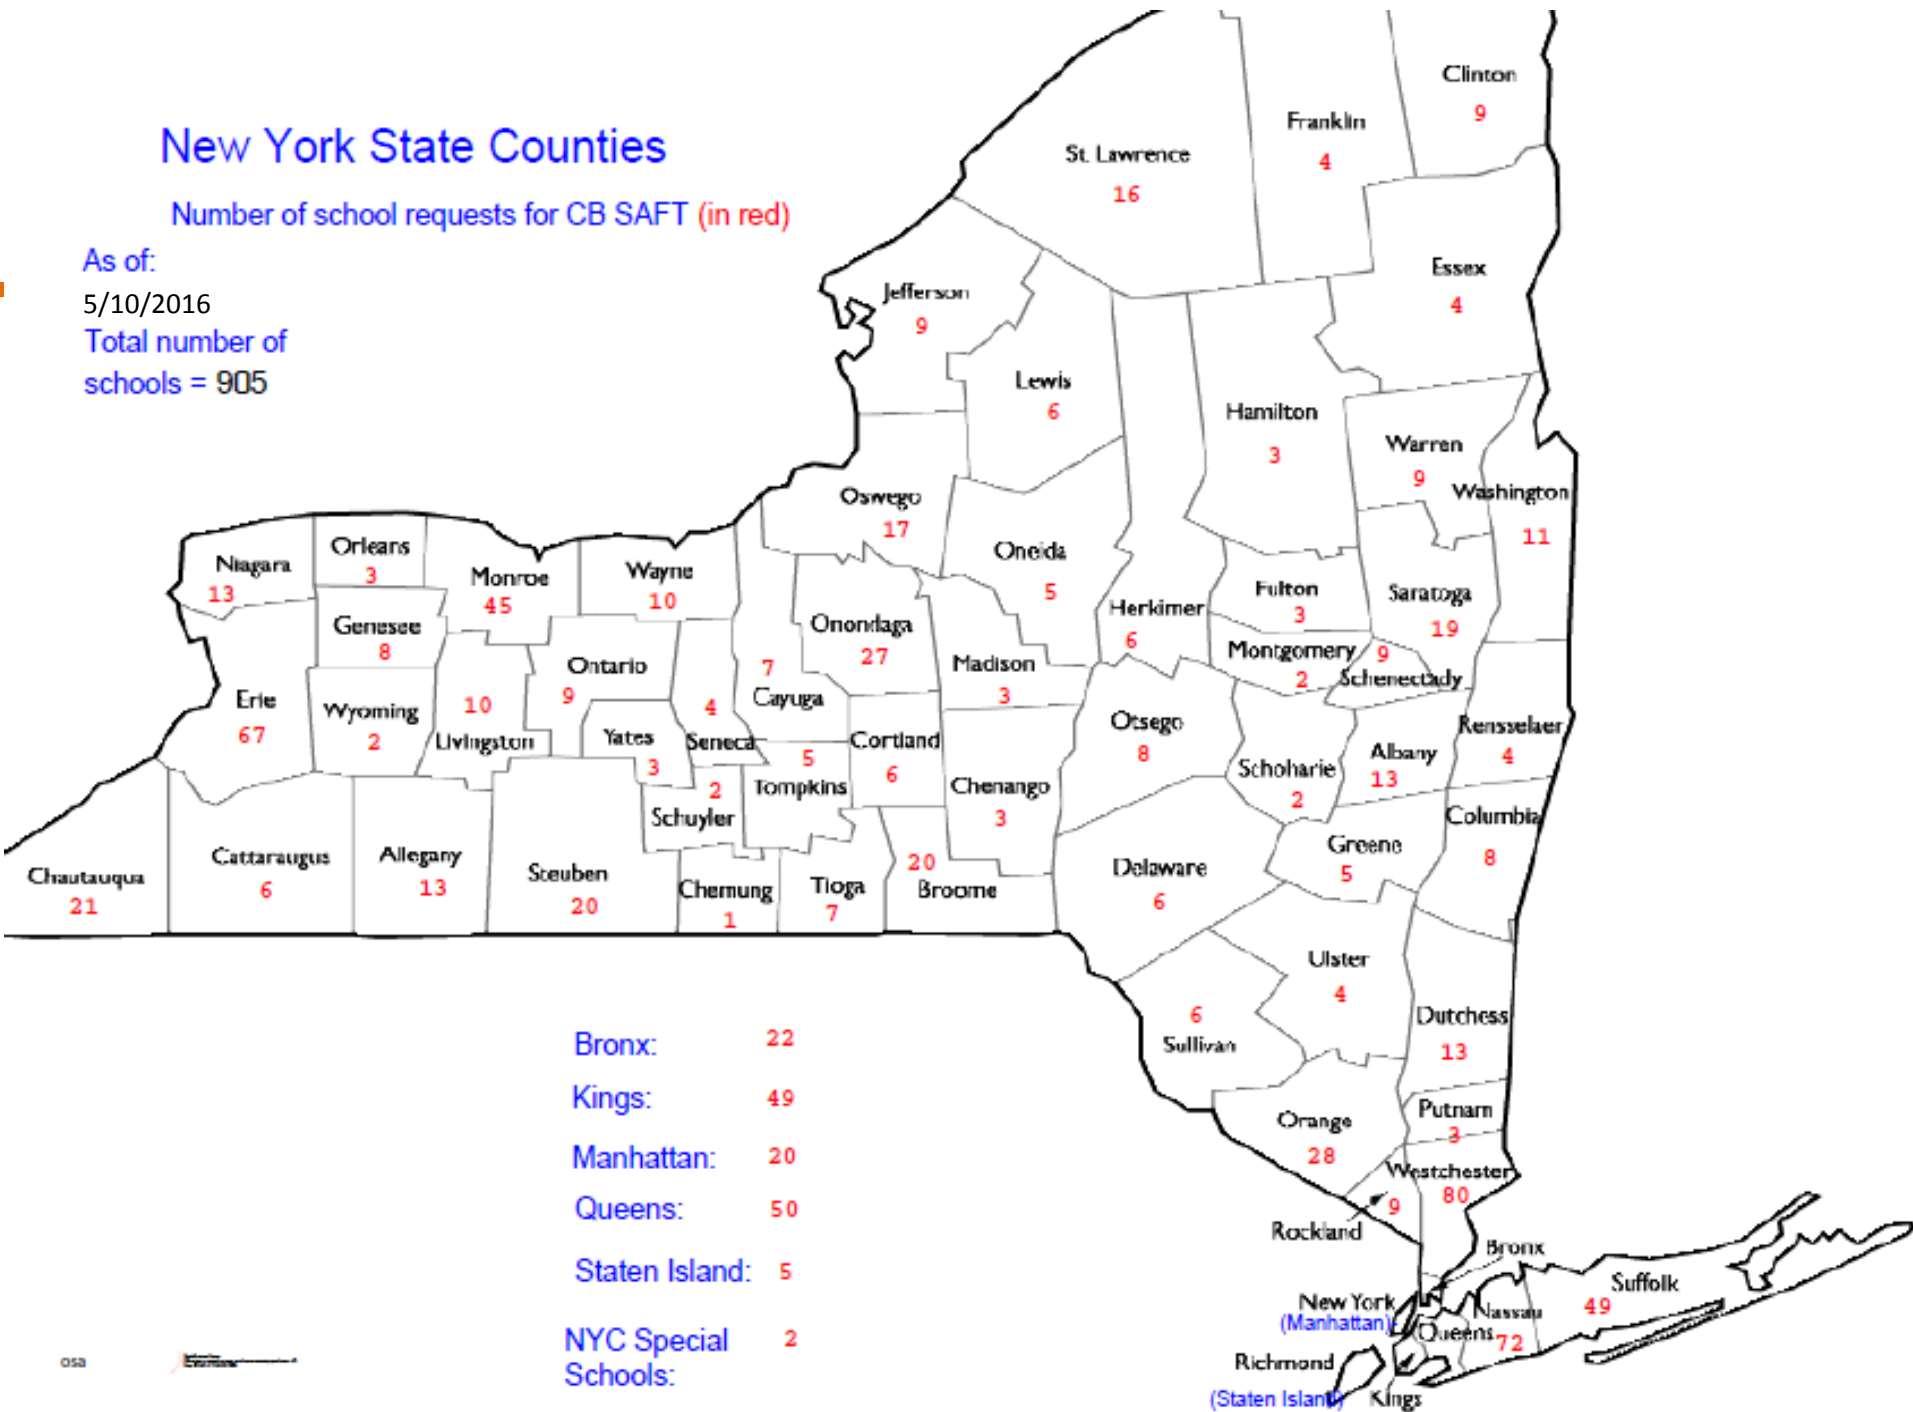 New York State Counties
Number of school requests for CB SAFT (in red)
As of:
5/10/2016
Total number of
schools = 905
Clinton
9
Franklin
4
St. Lawrence
16
Essex
4
Jefferson
9
Lewis
6
Hamilton
3
Warren
9
Washington
11
Oswego
17
Oneida
5
Herkimer
6
Fulton
3
Saratoga
19
Montgomery
2
9
Schenectady
Niagara
13
Orleans
3
Monroe
45
Wayne
10
Genesee
8
Onondaga
27
Madison
3
Ontario
9
7
Cayuga
Erie
67
Wyoming
2
10
Livingston
Yates
3
4
Seneca
5
Tompkins
Cortland
6
Chenango
3
Otsego
8
Schoharie
2
Albany
13
Rensselaer
4
2
Schuyler
Columbia
8
Greene
5
Chautauqua
21
Cattaraugus
6
Allegany
13
Steuben
20
Chemung
1
Tioga
7
20
Broome
Delaware
6
Ulster
4
6
Sullivan
Dutchess
13
Orange
28
Putnam
3
Westchester
80
9
Rockland
Bronx
New York
(Manhattan)
Queens
Nassau
72
Suffolk
49
Richmond
(Staten Island)
Kings
Bronx: 22
Kings: 49
Manhattan: 20
Queens: 50
Staten Island: 5
NYC Special 2
Schools:
osa